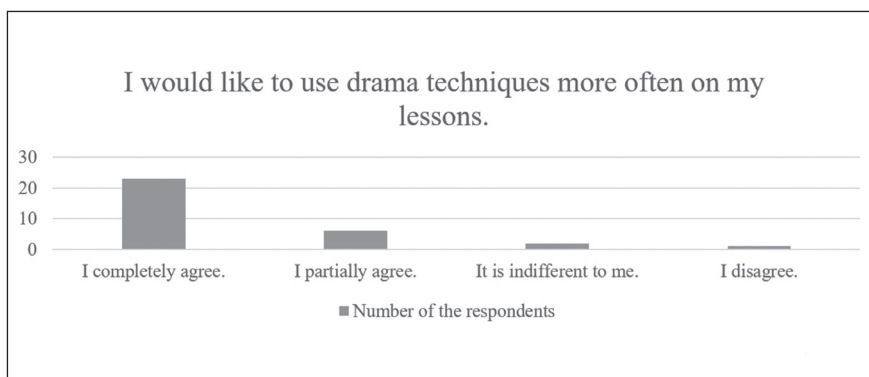 I would like to use drama techniques more often on my
lessons.
30
20
10
0
I completely agree.
I partially agree.
It is indifferent to me.
I disagree.
Number of the respondents